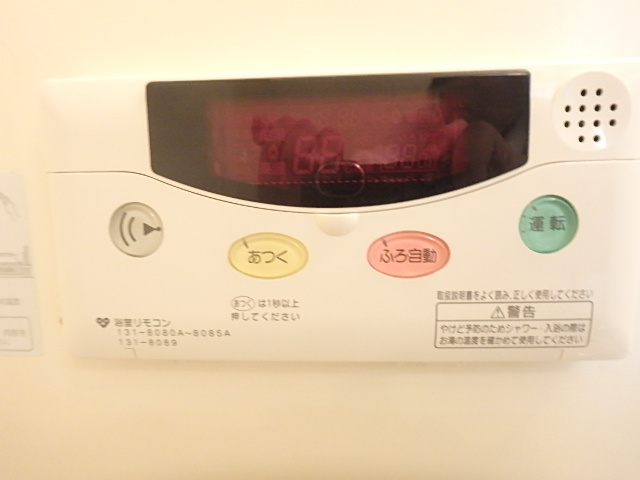 あつく
ふろ自動
運転
あつく は1秒以上
押してください
浴室リモコン
131-8080A~8085A
131-8089
取扱説明書をよく読み、正しく使用してください
⚠警告
やけど予防のためシャワー・入浴の際は
お湯の温度を確かめて使用してください